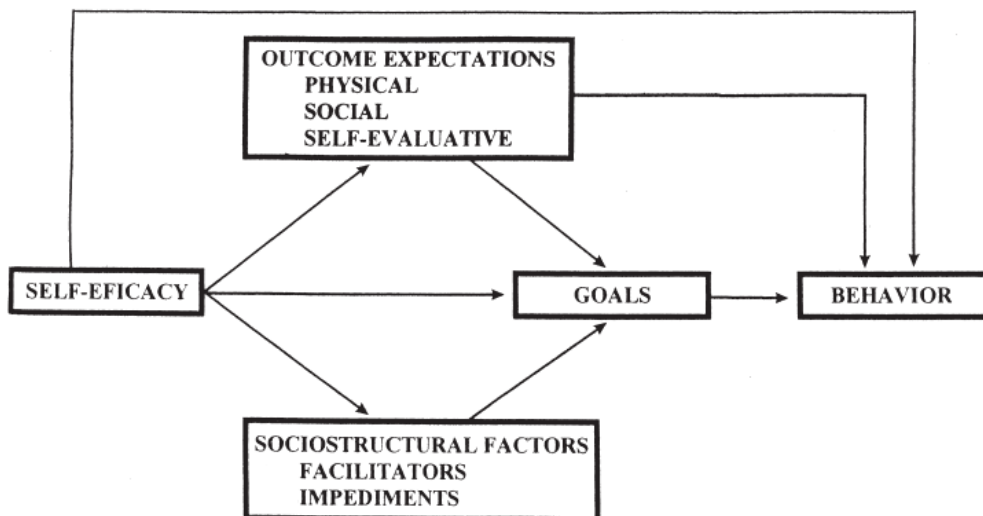 OUTCOME EXPECTATIONS
PHYSICAL
SOCIAL
SELF-EVALUATIVE
SELF-EFICACY
GOALS
BEHAVIOR
SOCIOSTRUCTURAL FACTORS
FACILITATORS
IMPEDIMENTS